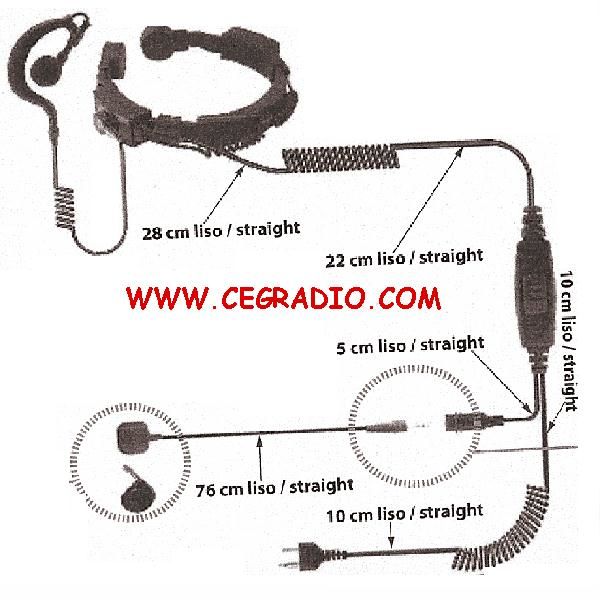 28 cm liso / straight
22 cm liso / straight
WWW.CEGRADIO.COM
10 cm liso / straight
5 cm liso / straight
76 cm liso / straight
10 cm liso / straight